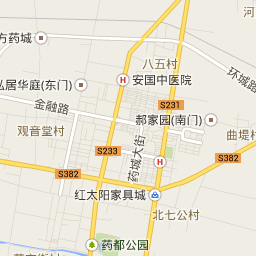 河
方药城
八五村
环城路
安国中医院
H
弘居华庭(东门)
S231
金融路
郝家园(南门)
观音堂村
曲堤村
药城大街
S233
S382
H
S382
红太阳家具城
北七公村
药都公园